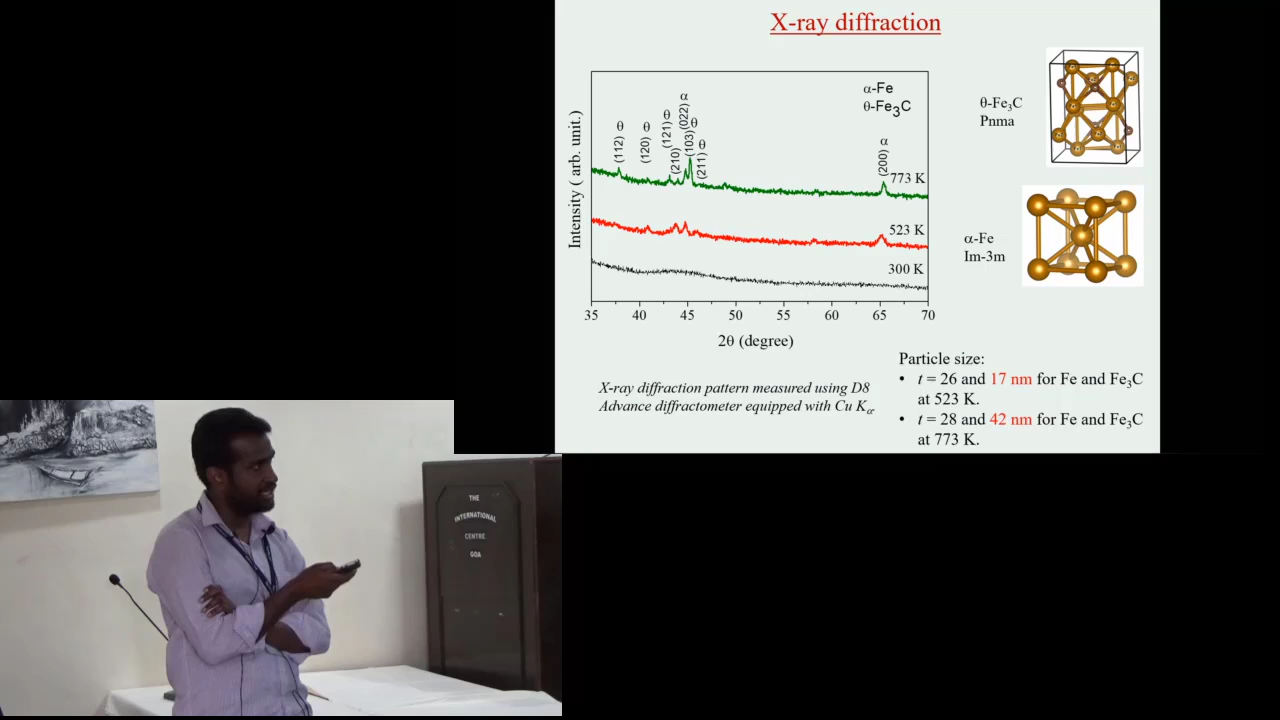 X-ray diffraction
Intensity ( arb. unit.)
α-Fe
θ-Fe3C
(112) θ
(120) θ
(121) Θ
(210)
(022) α
(103) θ
(211) Θ
(200) α
773 K
523 K
300 K
35 40 45 50 55 60 65 70
2θ (degree)
θ-Fe3C
Pnma
α-Fe
Im-3m
X-ray diffraction pattern measured using D8
Advance diffractometer equipped with Cu Kα.
Particle size:
• t = 26 and 17 nm for Fe and Fe3C
at 523 K.
• t = 28 and 42 nm for Fe and Fe3C
at 773 K.
THE
INTERNATIONAL
CENTRE
GOA